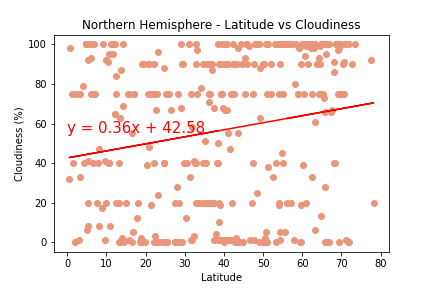 Northern Hemisphere - Latitude vs Cloudiness
100
80
60
40
20
0
Cloudiness (%)
y = 0.36x + 42.58
0 10 20 30 40 50 60 70 80
Latitude